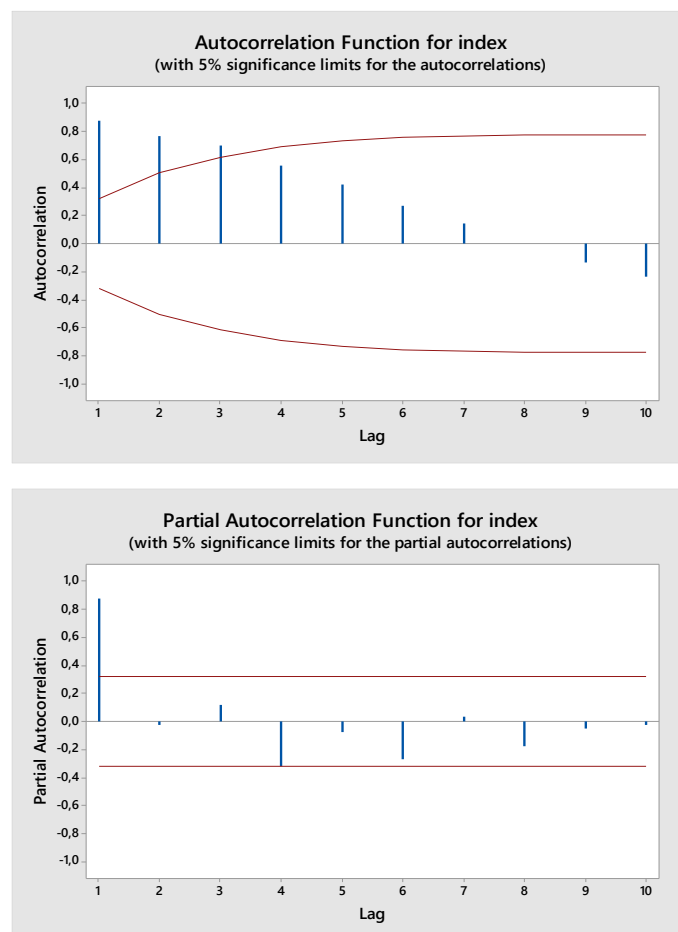 Autocorrelation Function for index
(with 5% significance limits for the autocorrelations)
1,0
0,8
0,6
0,4
0,2
0,0
-0,2
-0,4
-0,6
-0,8
-1,0
Autocorrelation
1 2 3 4 5 6 7 8 9 10
Lag
Partial Autocorrelation Function for index
(with 5% significance limits for the partial autocorrelations)
1,0
0,8
0,6
0,4
0,2
0,0
-0,2
-0,4
-0,6
-0,8
-1,0
Partial Autocorrelation
1 2 3 4 5 6 7 8 9 10
Lag